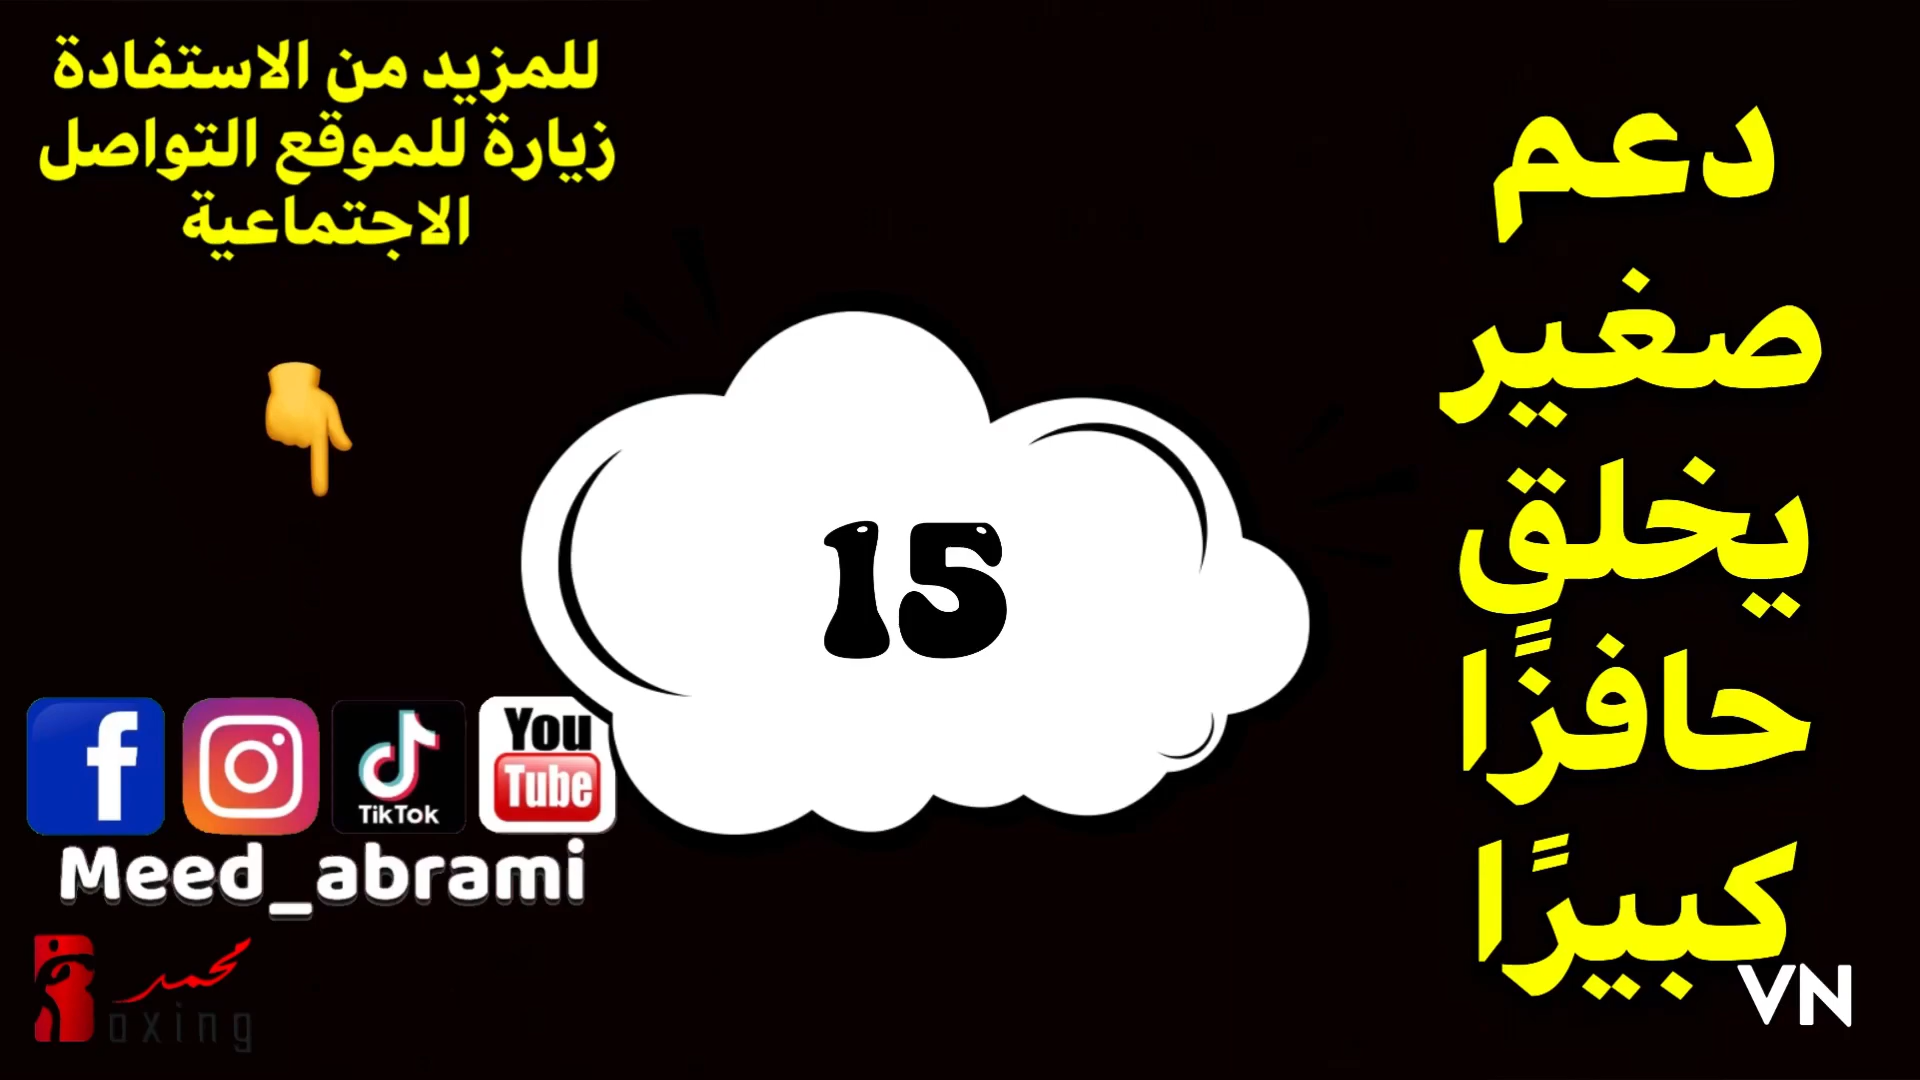 للمزيد من الاستفادة
زيارة للموقع التواصل
الاجتماعية
دعم
صغير
يخلق
حافزًا
كبيرًا
15
You
Tube
TikTok
Meed_abrami
محمد
Boxing
VN